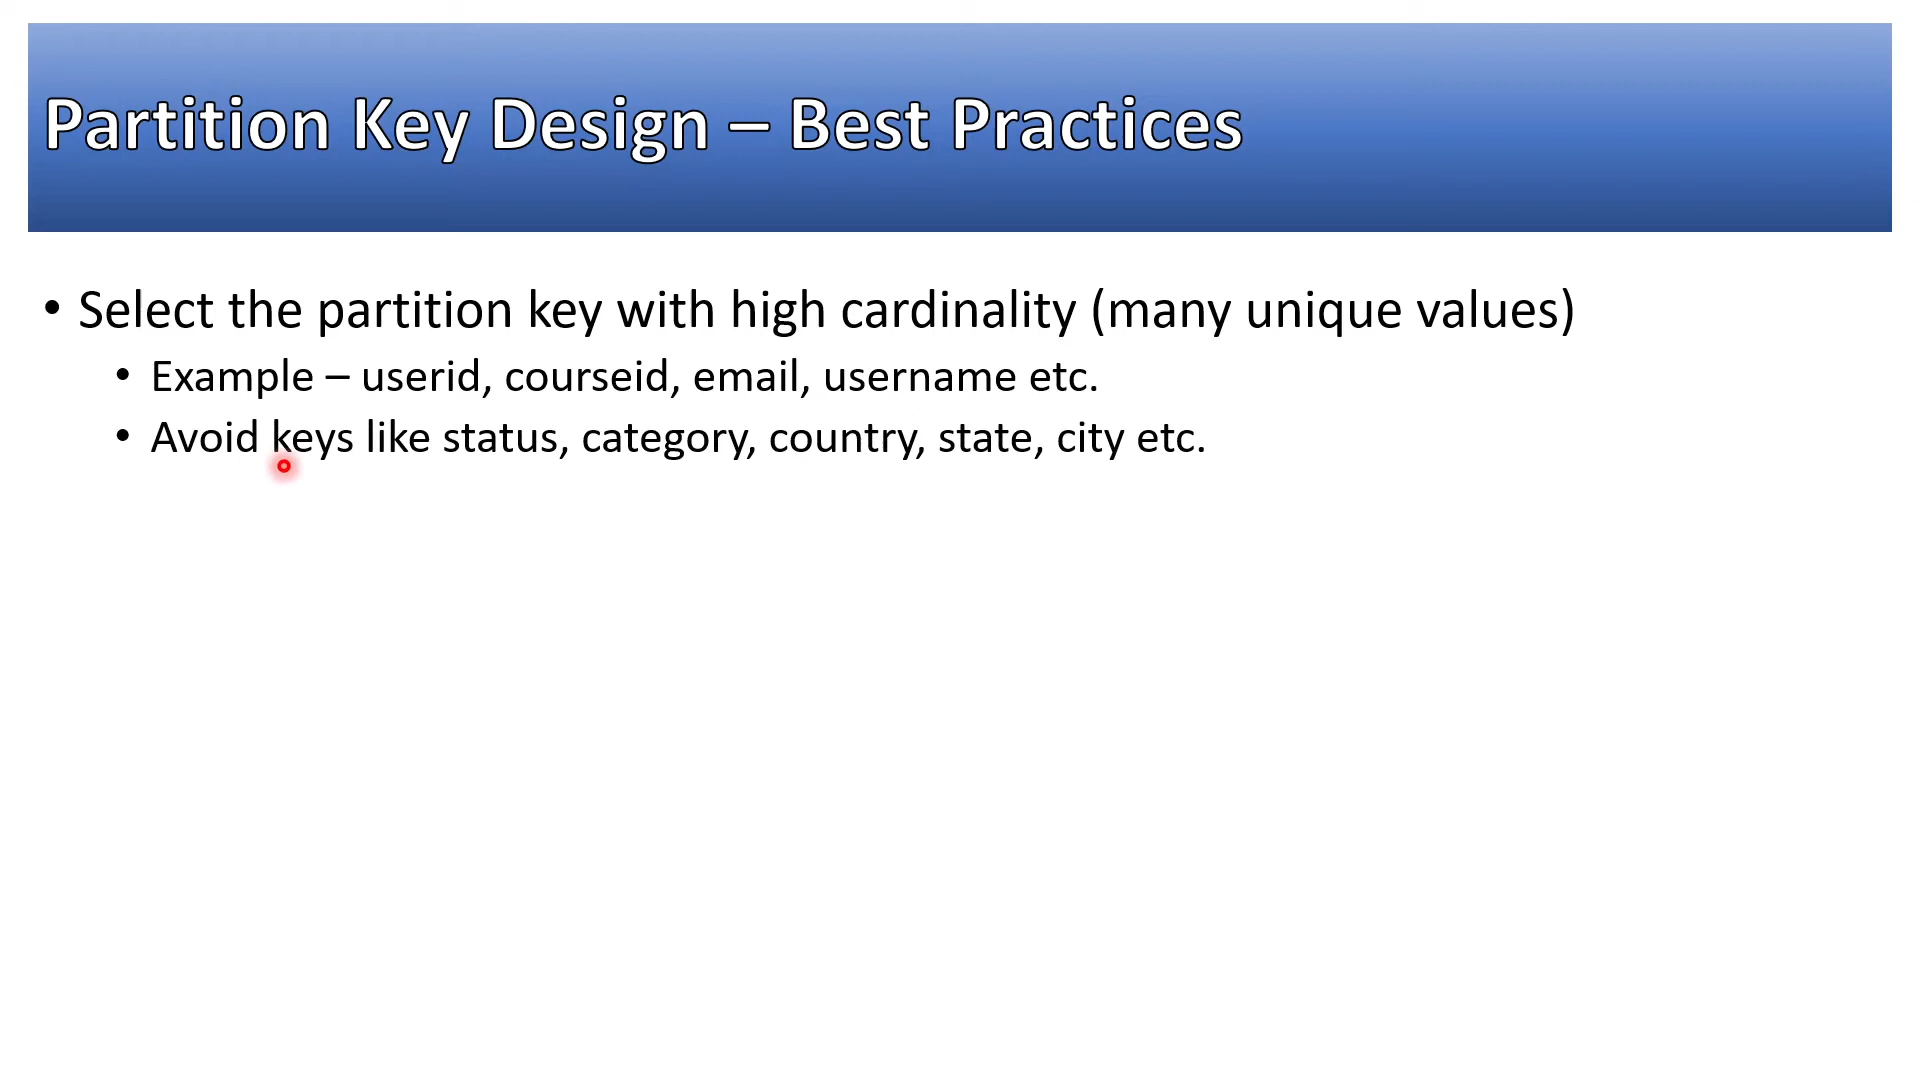 Partition Key Design – Best Practices
• Select the partition key with high cardinality (many unique values)
• Example – userid, courseid, email, username etc.
• Avoid keys like status, category, country, state, city etc.